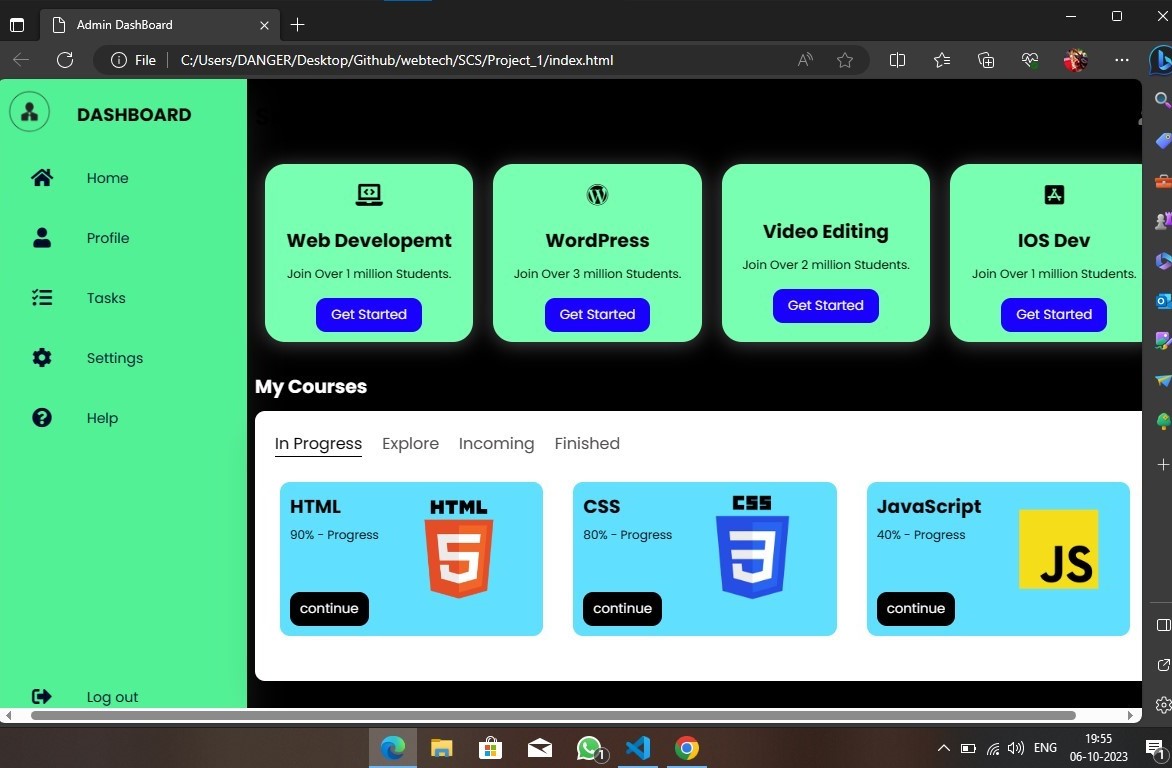 Admin DashBoard
File
C:/Users/DANGER/Desktop/Github/webtech/SCS/Project_1/index.html
DASHBOARD
Home
Profile
Tasks
Settings
Help
Log out
Web Developemt
Join Over 1 million Students.
Get Started
WordPress
Join Over 3 million Students.
Get Started
Video Editing
Join Over 2 million Students.
Get Started
IOS Dev
Join Over 1 million Students.
Get Started
My Courses
In Progress Explore Incoming Finished
HTML
90% - Progress
continue
HTML
5
CSS
80% - Progress
continue
CSS
3
JavaScript
40% - Progress
continue
JS
1
ENG
19:55
06-10-2023
1